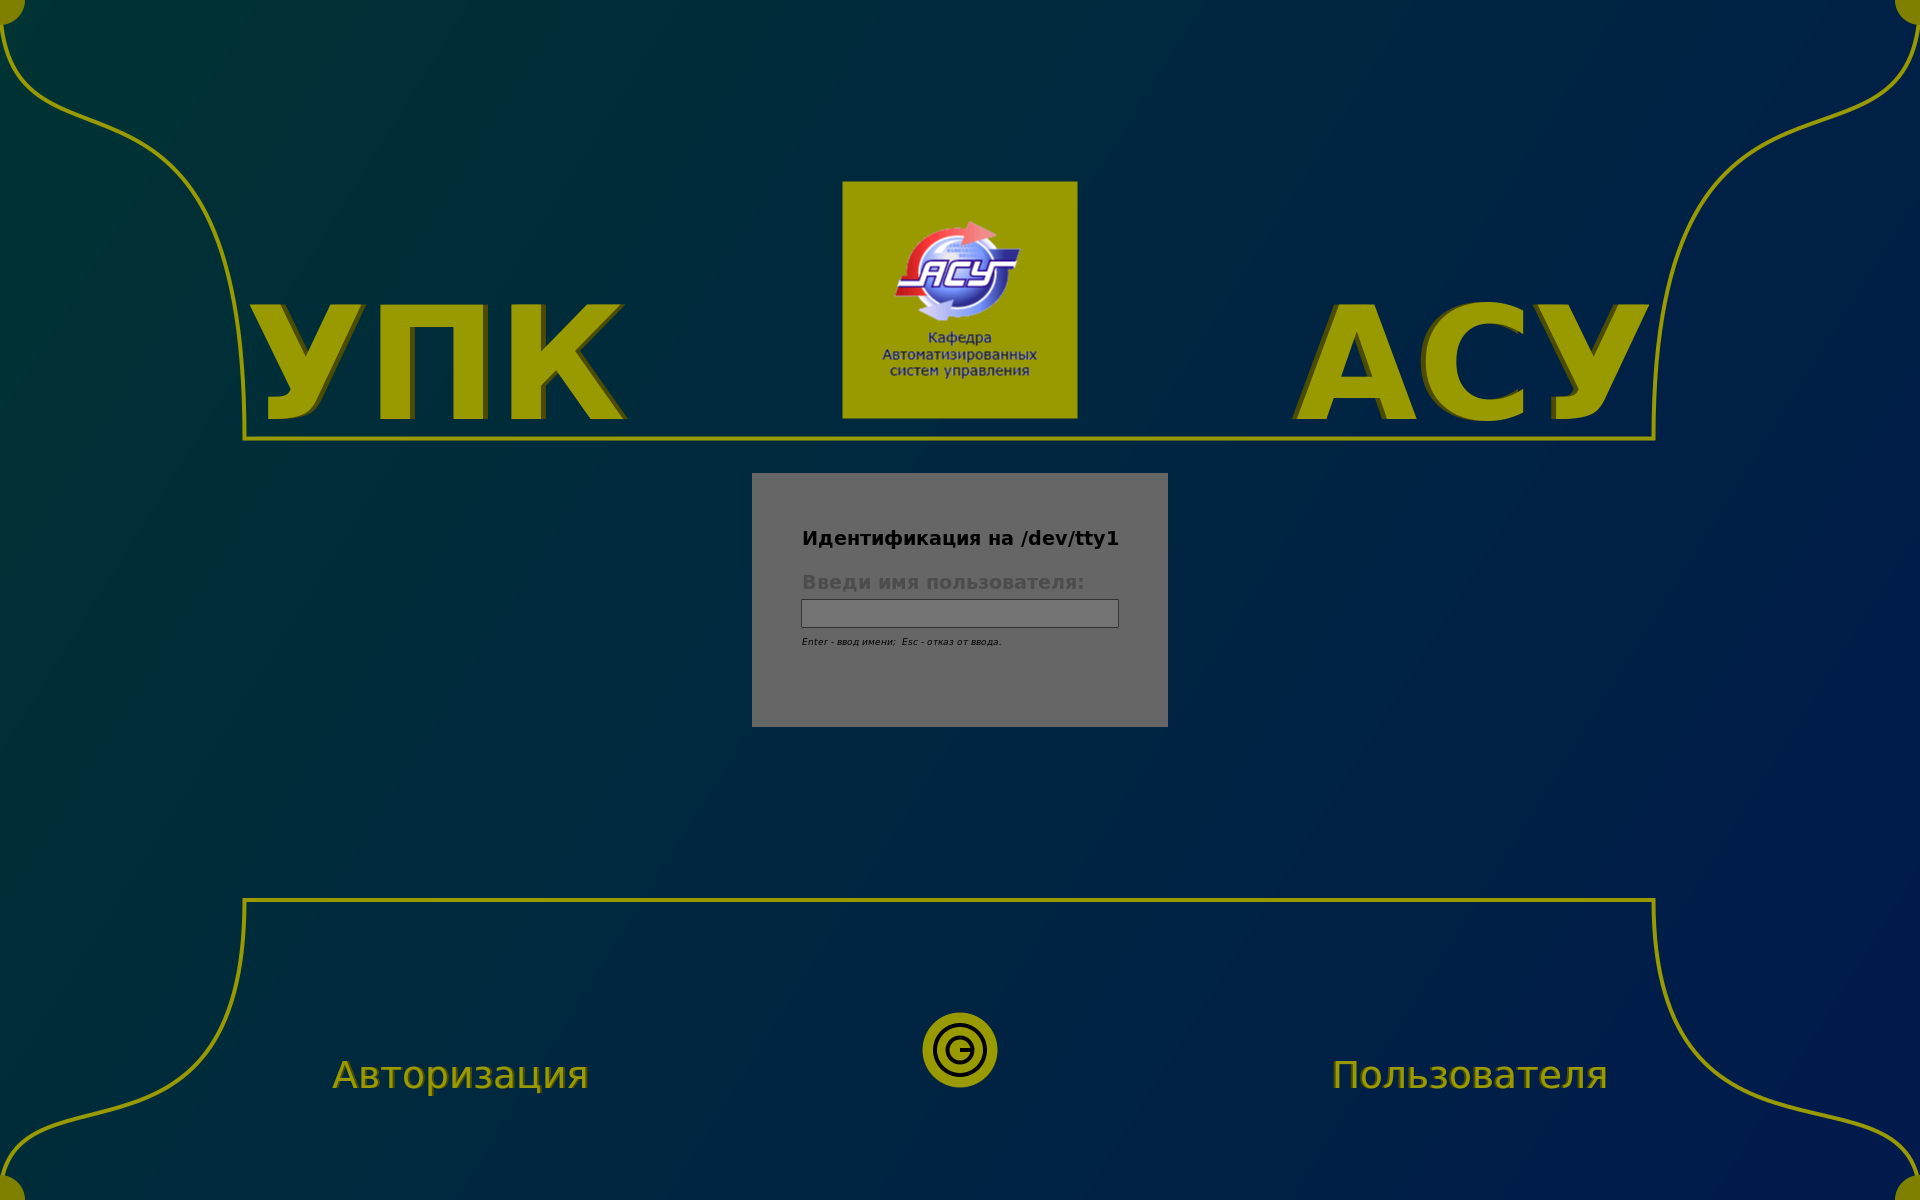 УПК
АСУ
АСУ
Кафедра
Автоматизированных
систем управления
Идентификация на /dev/tty1
Введи имя пользователя:
Enter - ввод имени;  Esc - отказ от ввода.
Авторизация
Пользователя